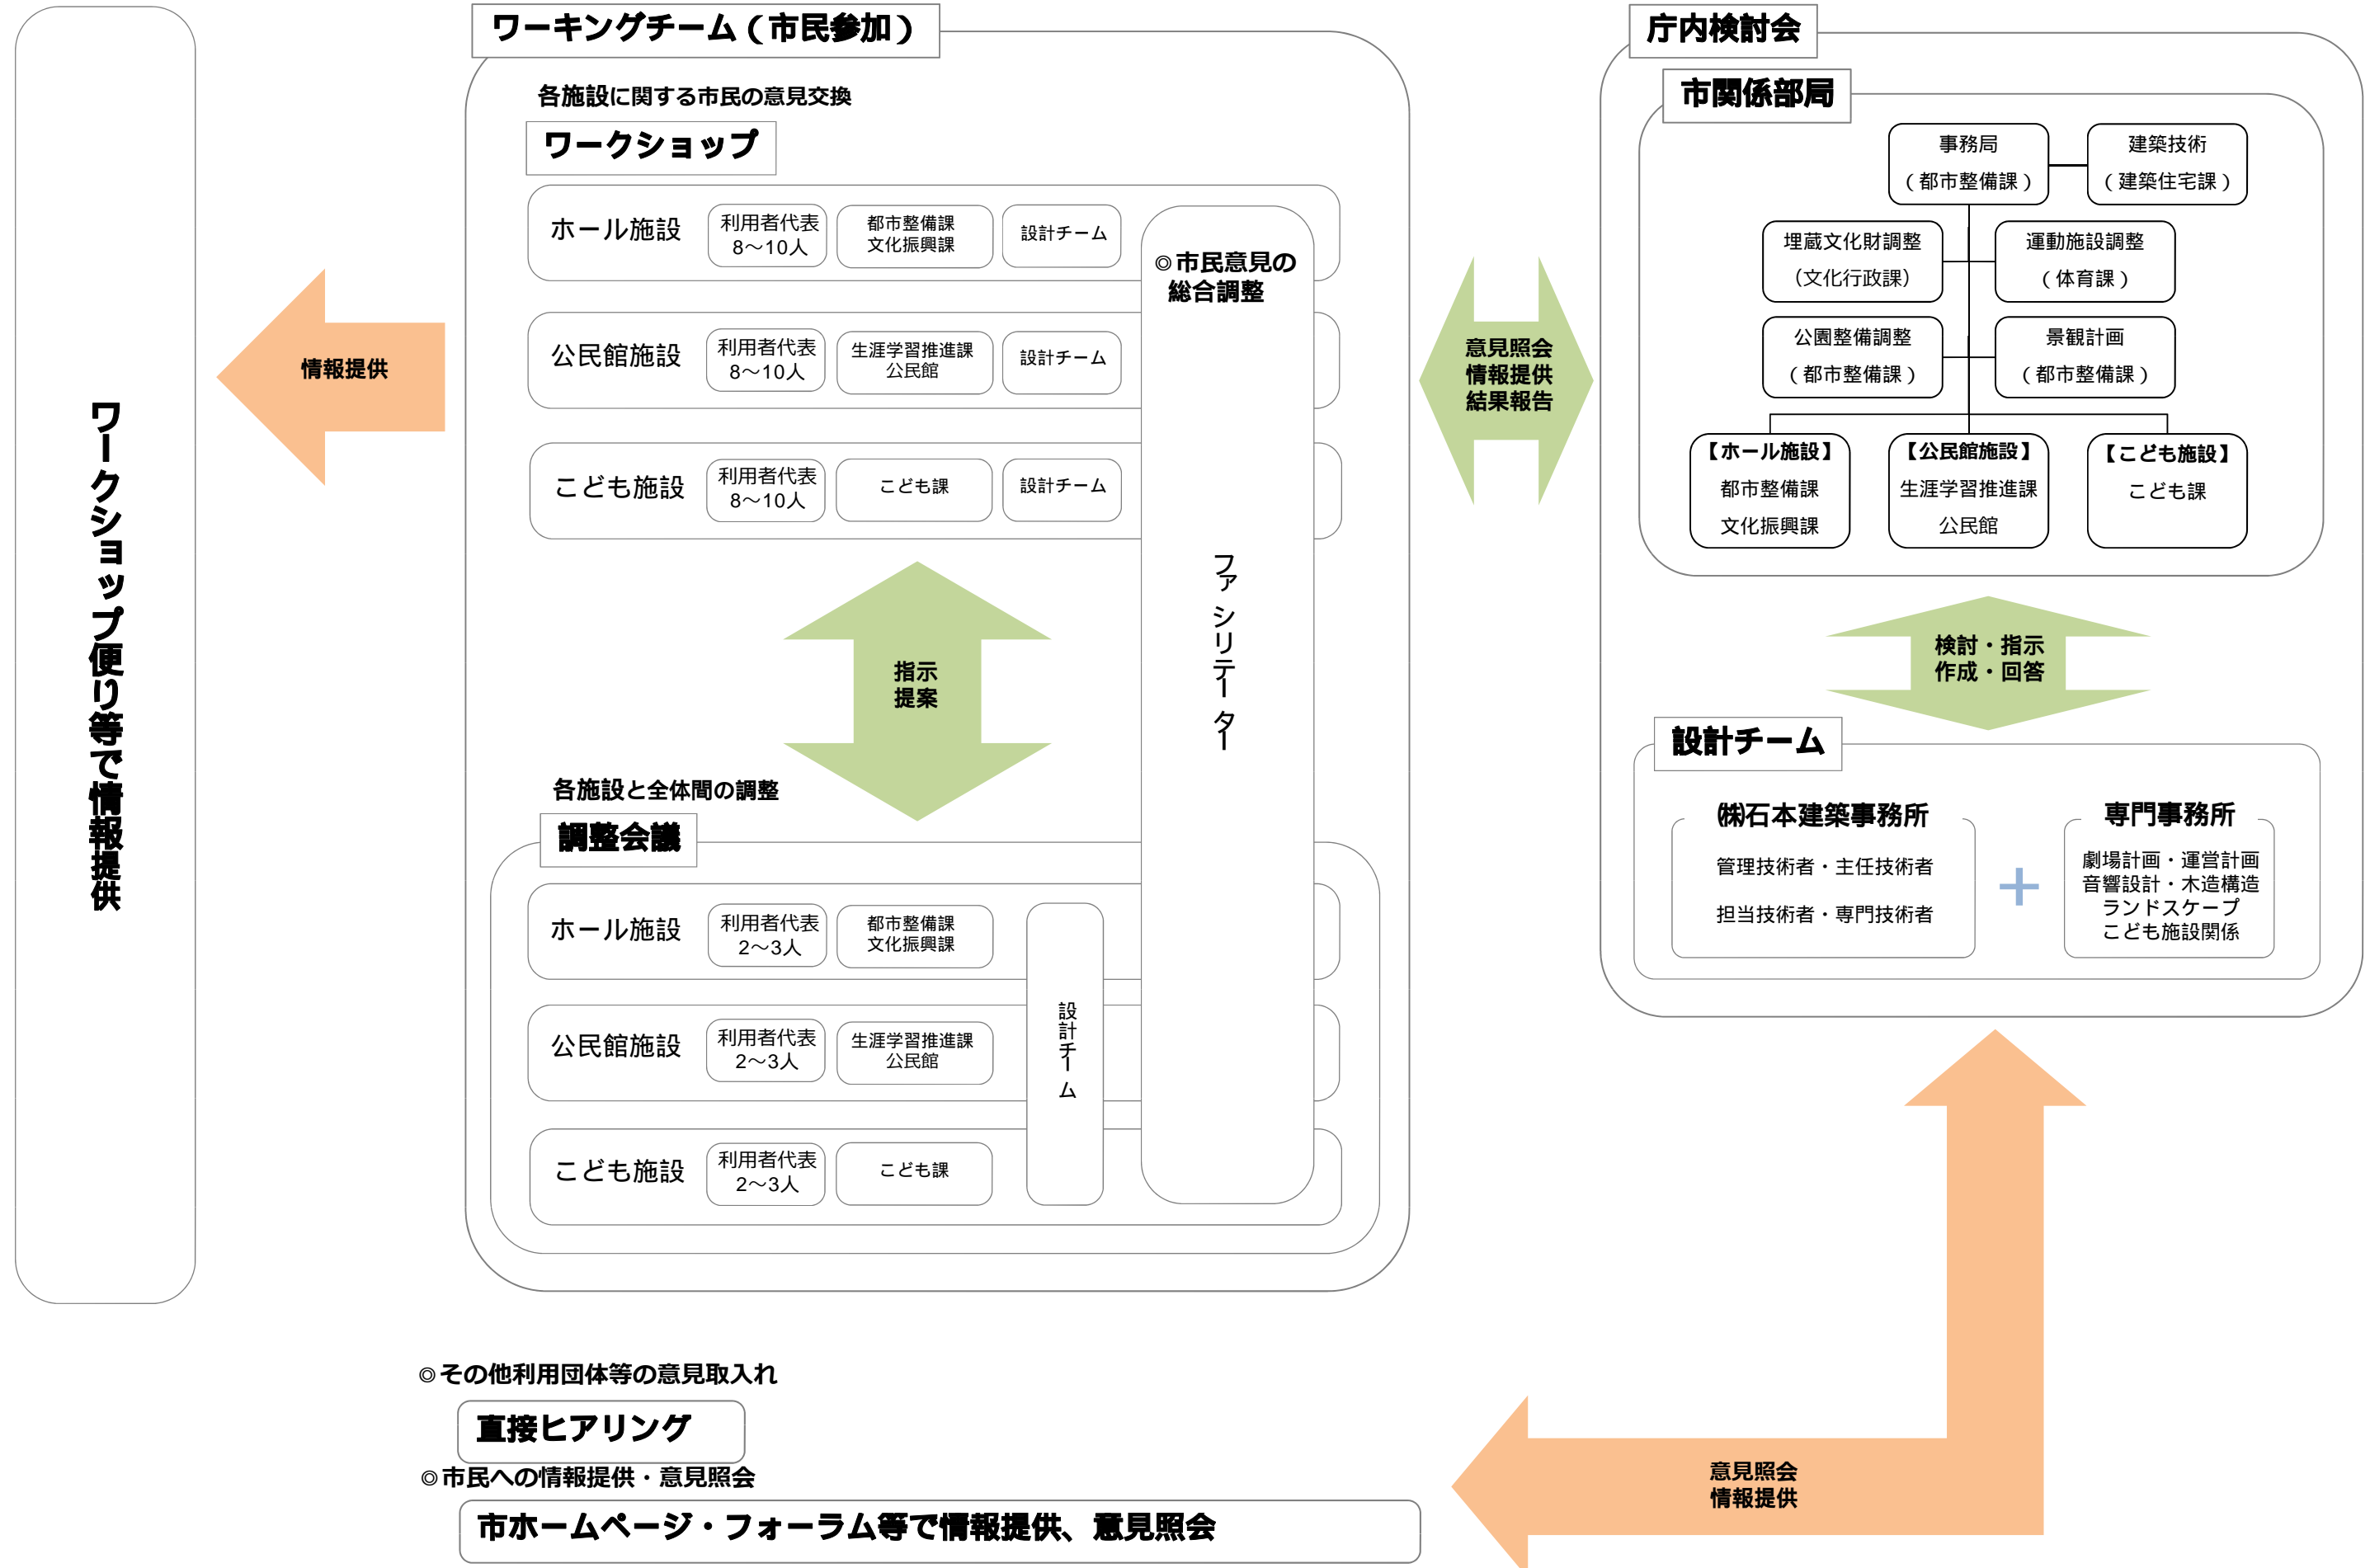 ワークショップ便り等で情報提供
情報提供
ワーキングチーム（市民参加）
各施設に関する市民の意見交換
ワークショップ
ホール施設
利用者代表
8～10人
都市整備課
文化振興課
設計チーム
公民館施設
利用者代表
8～10人
生涯学習推進課
公民館
設計チーム
こども施設
利用者代表
8～10人
こども課
設計チーム
◎市民意見の
総合調整
ファシリテーター
指示
提案
各施設と全体間の調整
調整会議
ホール施設
利用者代表
2～3人
都市整備課
文化振興課
公民館施設
利用者代表
2～3人
生涯学習推進課
公民館
こども施設
利用者代表
2～3人
こども課
設計チーム
意見照会
情報提供
結果報告
庁内検討会
市関係部局
事務局
（都市整備課）
建築技術
（建築住宅課）
埋蔵文化財調整
（文化行政課）
運動施設調整
（体育課）
公園整備調整
（都市整備課）
景観計画
（都市整備課）
【ホール施設】
都市整備課
文化振興課
【公民館施設】
生涯学習推進課
公民館
【こども施設】
こども課
検討・指示
作成・回答
設計チーム
㈱石本建築事務所
管理技術者・主任技術者
担当技術者・専門技術者
＋
専門事務所
劇場計画・運営計画
音響設計・木造構造
ランドスケープ
こども施設関係
◎その他利用団体等の意見取入れ
直接ヒアリング
◎市民への情報提供・意見照会
市ホームページ・フォーラム等で情報提供、意見照会
意見照会
情報提供